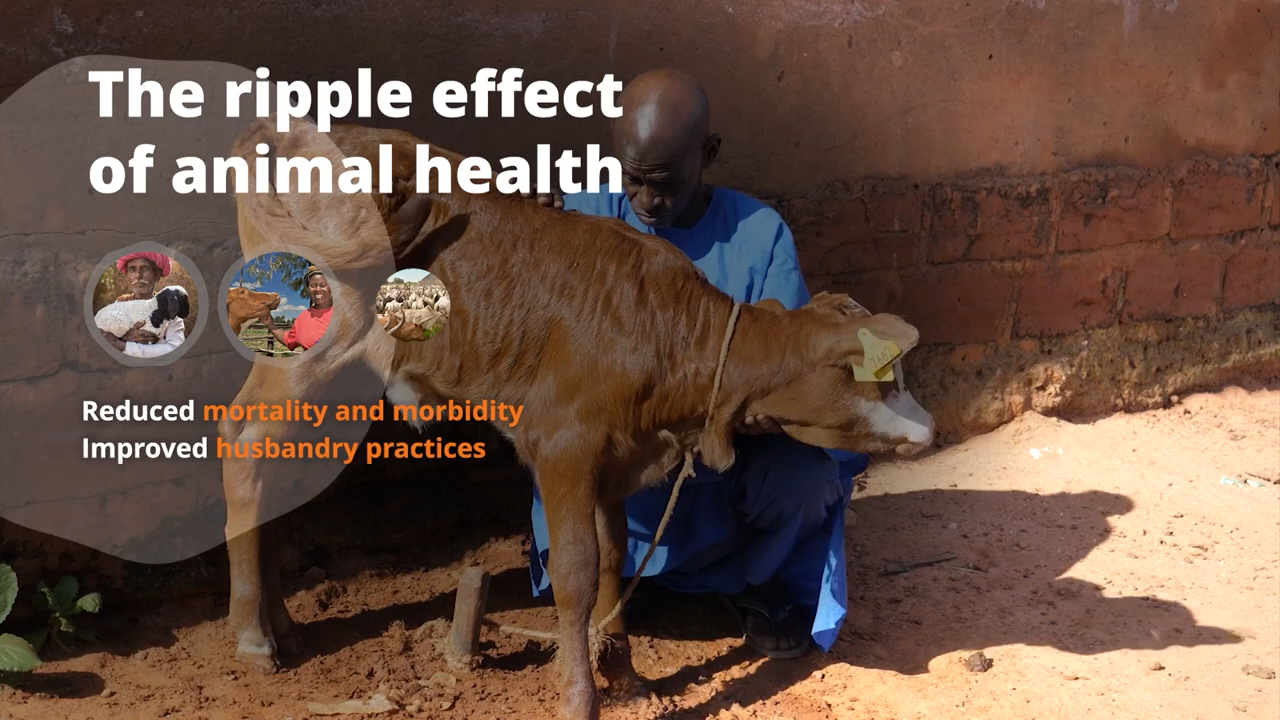 The ripple effect
of animal health
Reduced mortality and morbidity
Improved husbandry practices